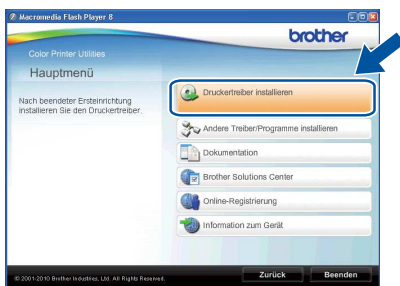 Macromedia Flash Player 8
brother
Color Printer Utilities
Hauptmenü
Nach beendeter Ersteinrichtung
installieren Sie den Druckertreiber.
Druckertreiber installieren
Andere Treiber/Programme installieren
Dokumentation
Brother Solutions Center
Online-Registrierung
Information zum Gerät
© 2001-2010 Brother Industries, Ltd. All Rights Reserved.
Zurück
Beenden